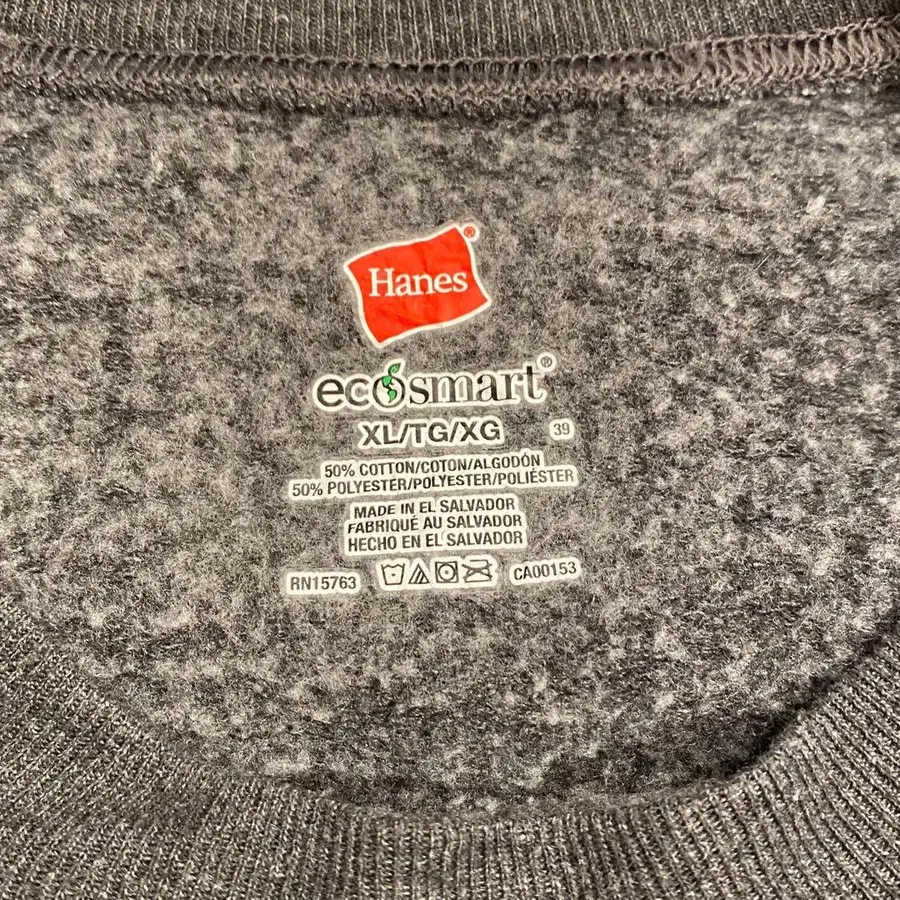 Hanes®
ecosmart®
XL/TG/XG 39
50% COTTON/COTON/ALGODÓN
50% POLYESTER/POLYESTER/POLIÉSTER
MADE IN EL SALVADOR
FABRIQUÉ AU SALVADOR
HECHO EN EL SALVADOR
RN15763 CA00153